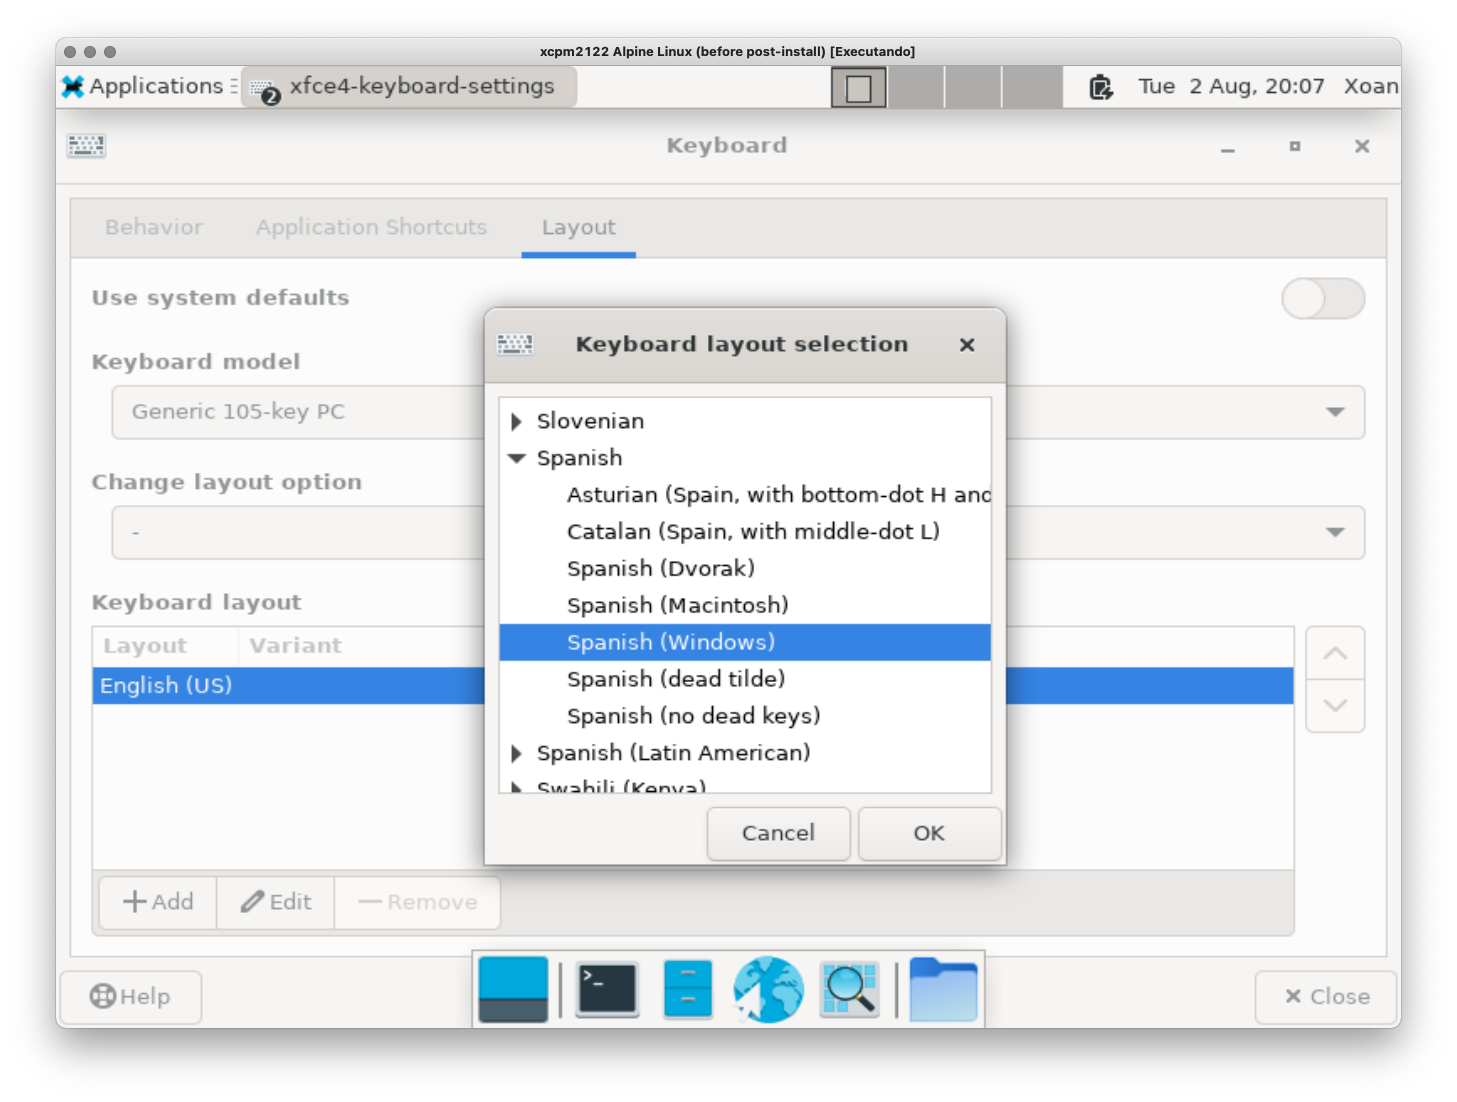 xcpm2122 Alpine Linux (before post-install) [Executando]
Applications
2 xfce4-keyboard-settings
Tue 2 Aug, 20:07 Xoan
Keyboard
Behavior Application Shortcuts Layout
Use system defaults
Keyboard model
Generic 105-key PC
Change layout option
-
Keyboard layout
Layout Variant
English (US)
Add Edit Remove
Help
Close
Keyboard layout selection
Slovenian
Spanish
Asturian (Spain, with bottom-dot H and
Catalan (Spain, with middle-dot L)
Spanish (Dvorak)
Spanish (Macintosh)
Spanish (Windows)
Spanish (dead tilde)
Spanish (no dead keys)
Spanish (Latin American)
Swahili (Kenya)
Cancel OK